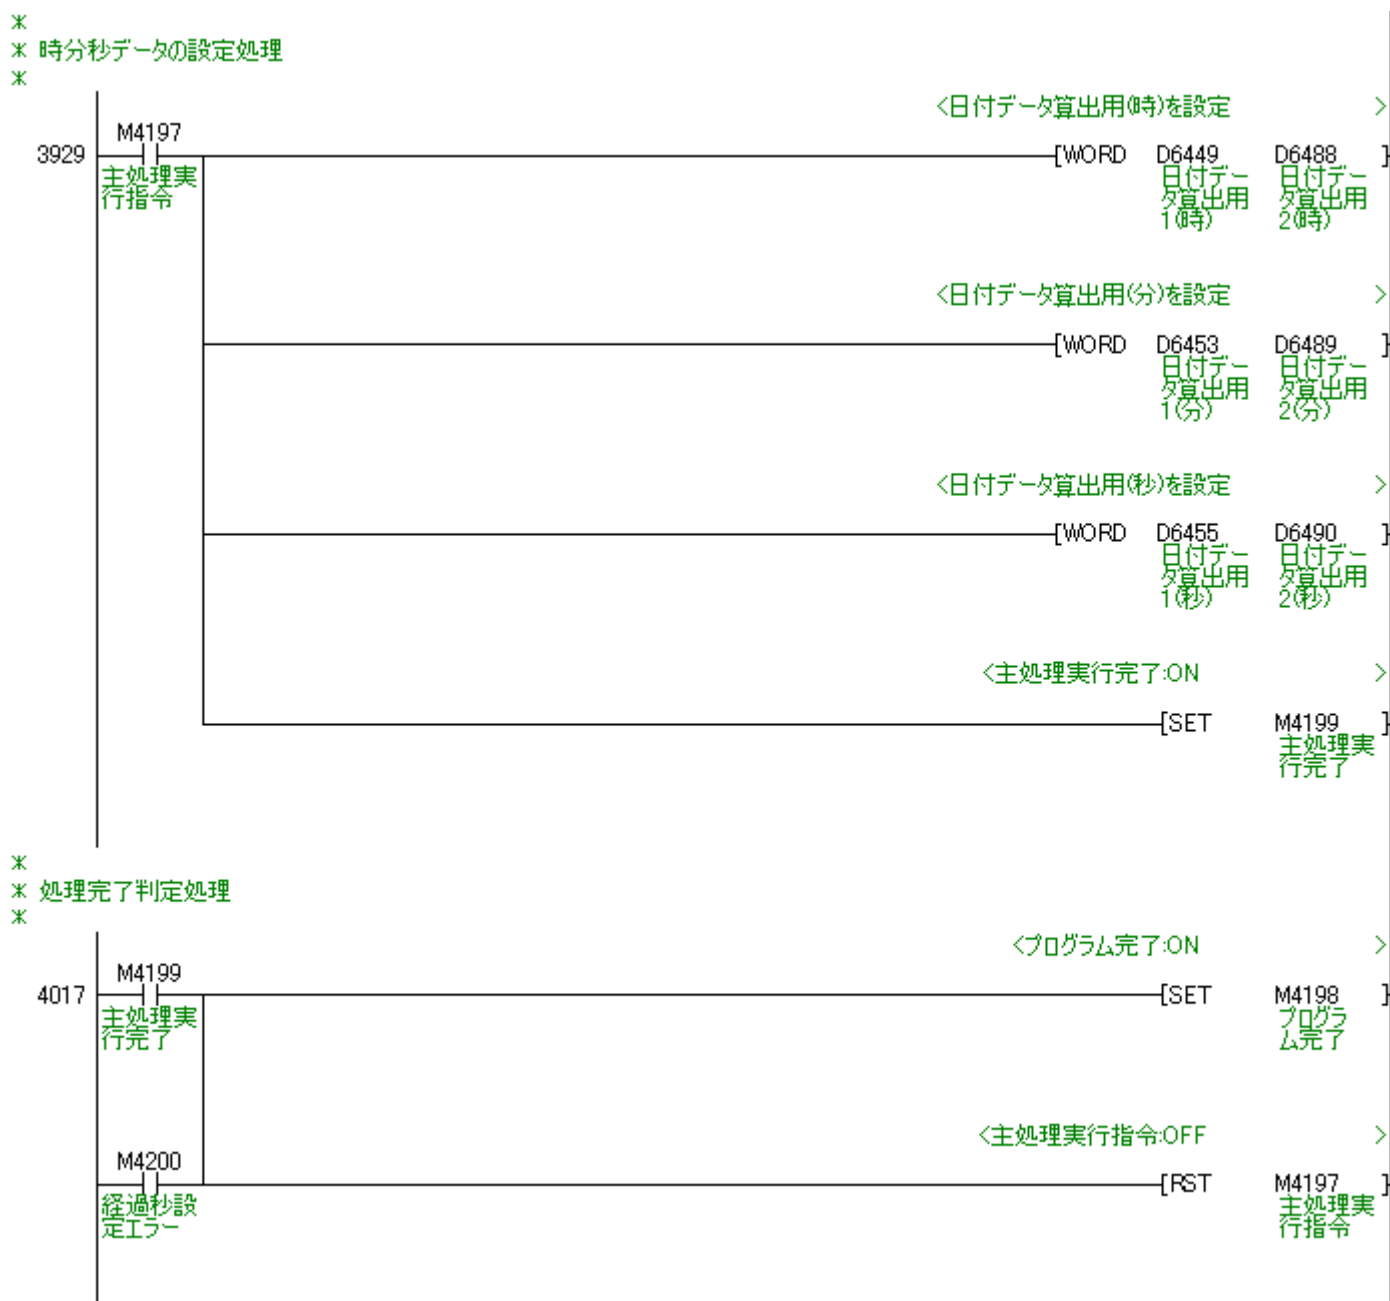 *
* 時分秒データの設定処理
*
<日付データ算出用(時)を設定 >
M4197
3929 [WORD D6449 D6488 ]
主処理実 日付デー 日付デー
行指令 タ算出用 タ算出用
1(時) 2(時)
<日付データ算出用(分)を設定 >
[WORD D6453 D6489 ]
日付デー 日付デー
タ算出用 タ算出用
1(分) 2(分)
<日付データ算出用(秒)を設定 >
[WORD D6455 D6490 ]
日付デー 日付デー
タ算出用 タ算出用
1(秒) 2(秒)
<主処理実行完了:ON >
[SET M4199 ]
主処理実
行完了
*
* 処理完了判定処理
*
<プログラム完了:ON >
M4199
4017 [SET M4198 ]
主処理実 プログラ
行完了 ム完了
<主処理実行指令:OFF >
M4200
[RST M4197 ]
経過秒設 主処理実
定エラー 行指令